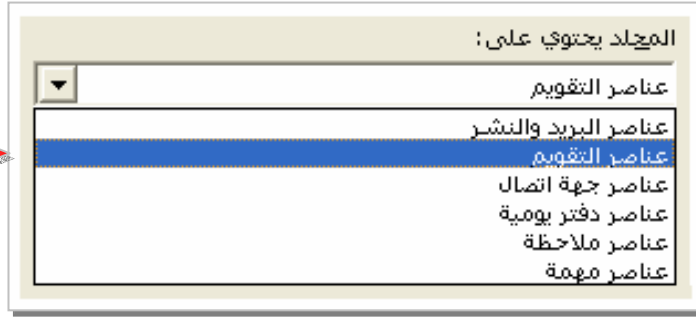 المجلد يحتوي على:
عناصر التقويم
عناصر البريد والنشر
عناصر التقويم
عناصر جهة اتصال
عناصر دفتر يومية
عناصر ملاحظة
عناصر مهمة